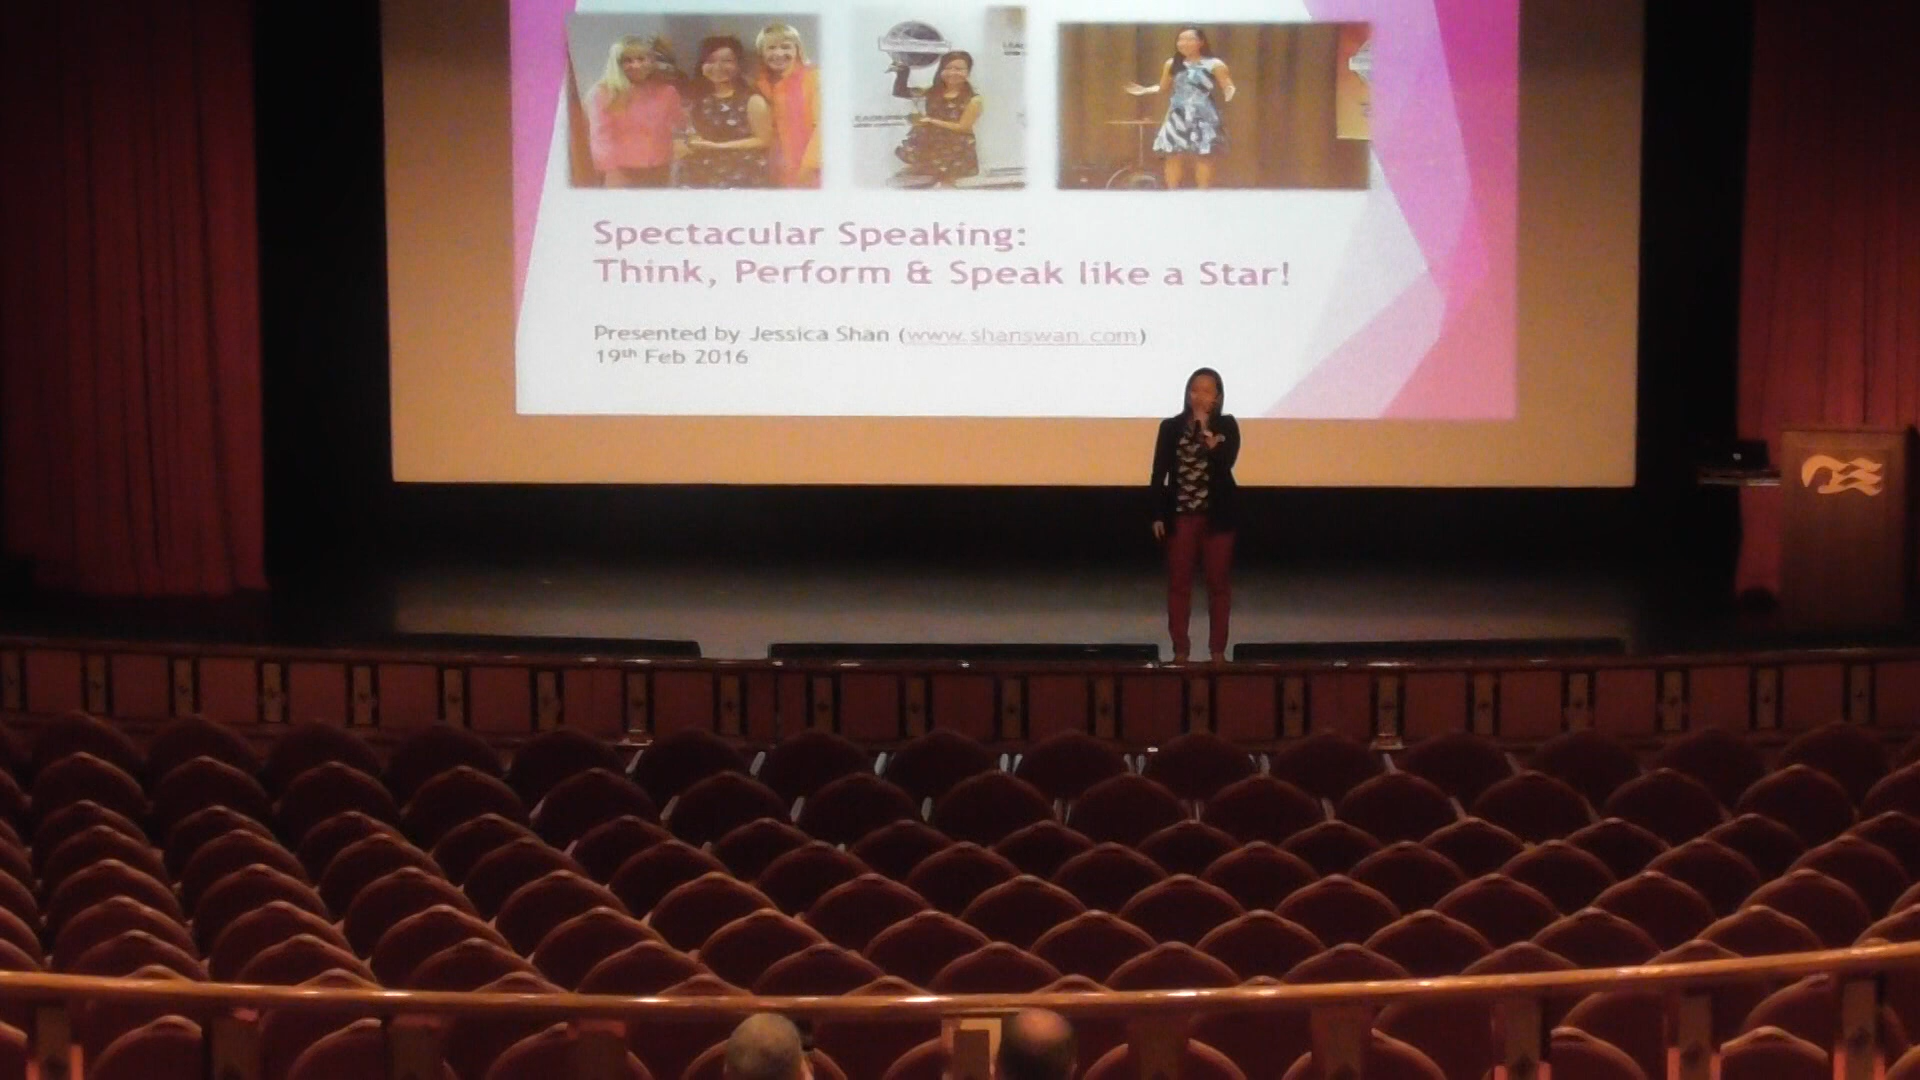 Spectacular Speaking:
Think, Perform & Speak like a Star!
Presented by Jessica Shan (www.shanswan.com)
19th Feb 2016